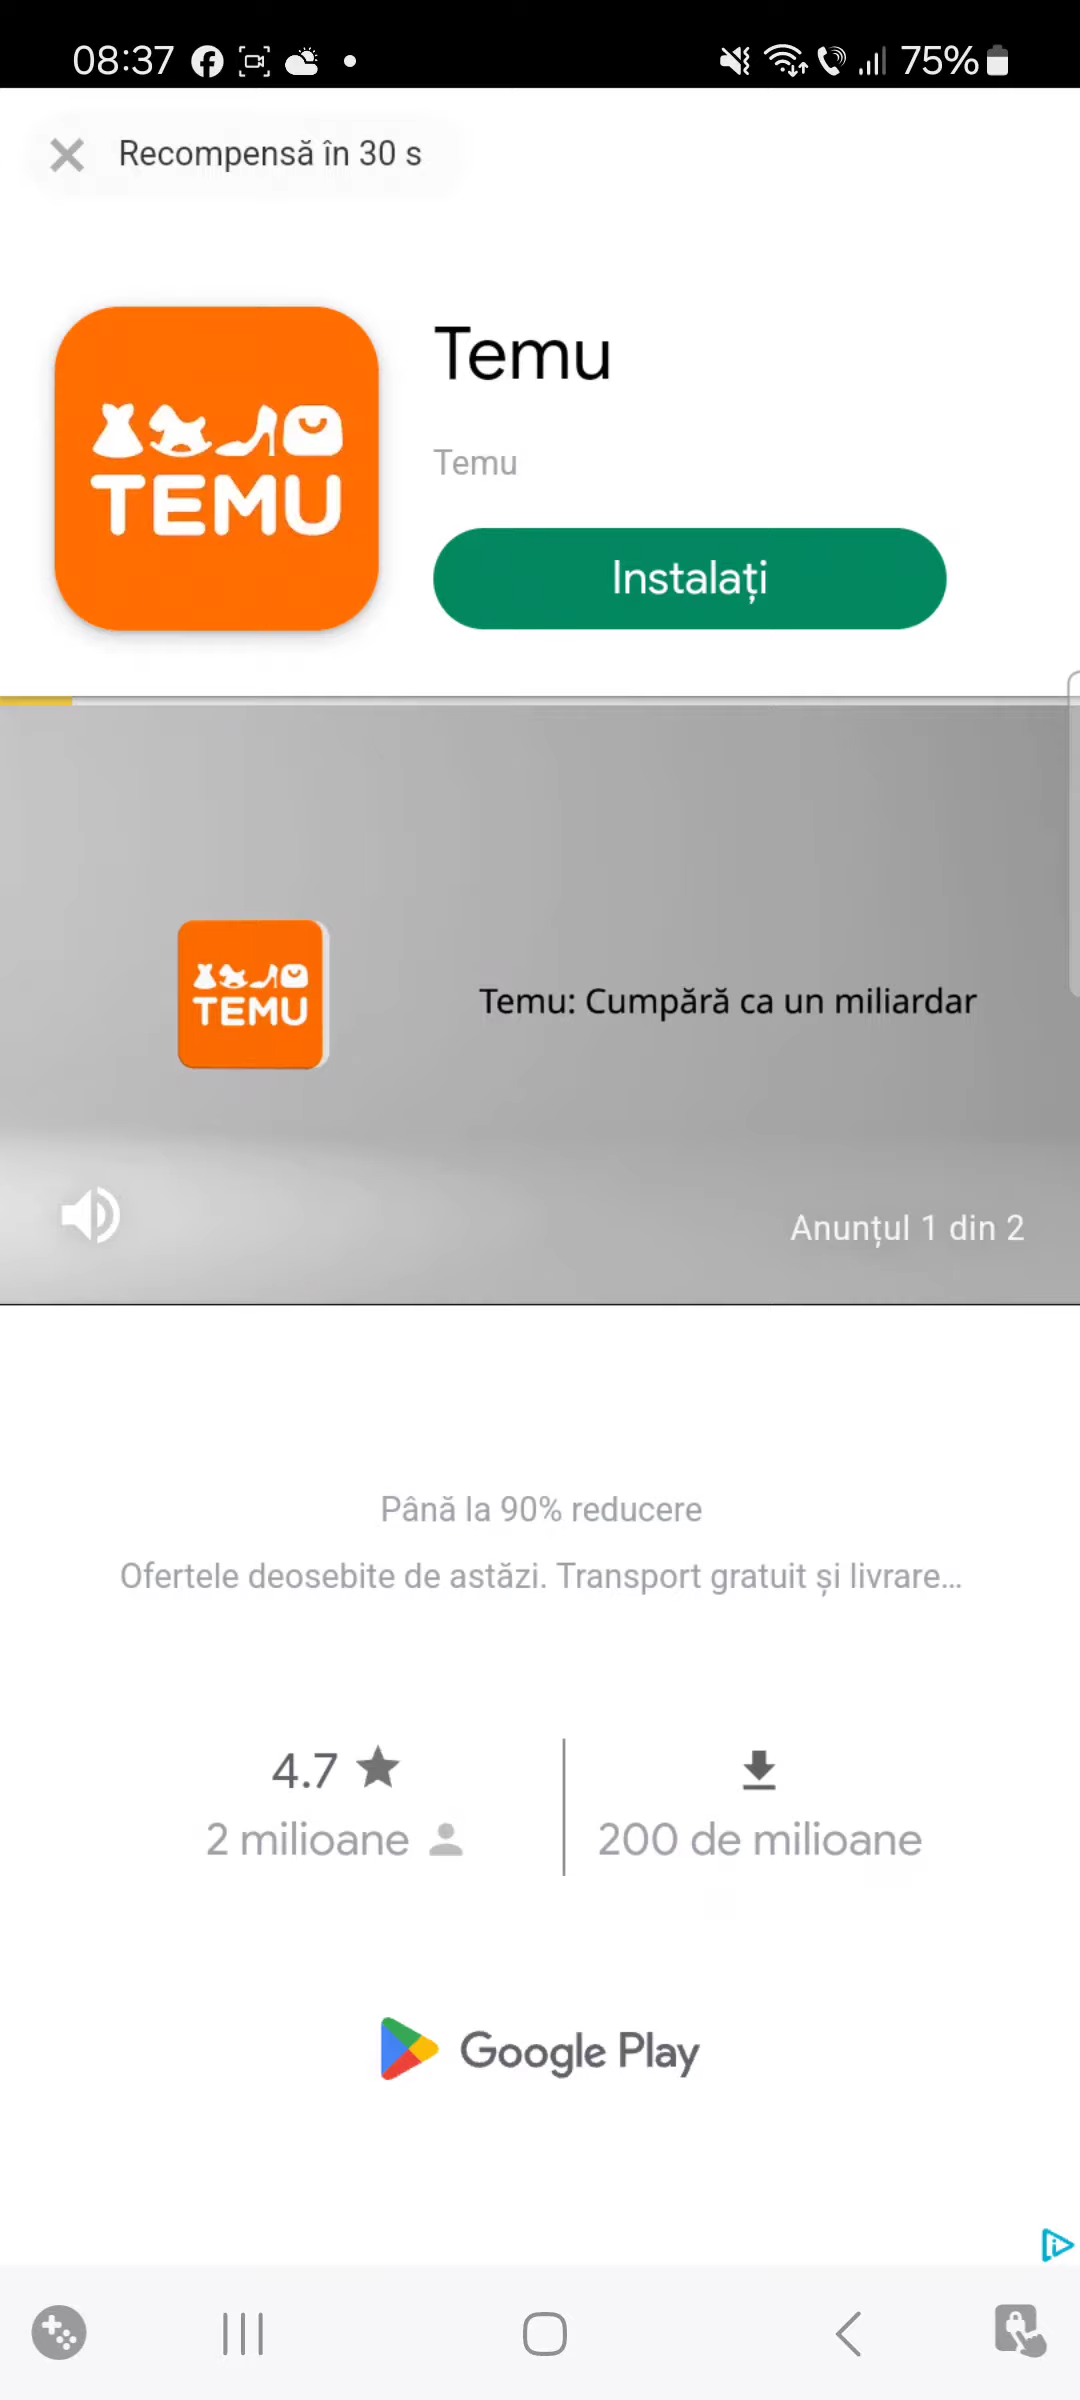 08:37
75%
Recompensă în 30 s
TEMU
Temu
Temu
Instalați
TEMU
Temu: Cumpără ca un miliardar
Anunțul 1 din 2
Până la 90% reducere
Ofertele deosebite de astăzi. Transport gratuit și livrare...
4.7
2 milioane
200 de milioane
Google Play